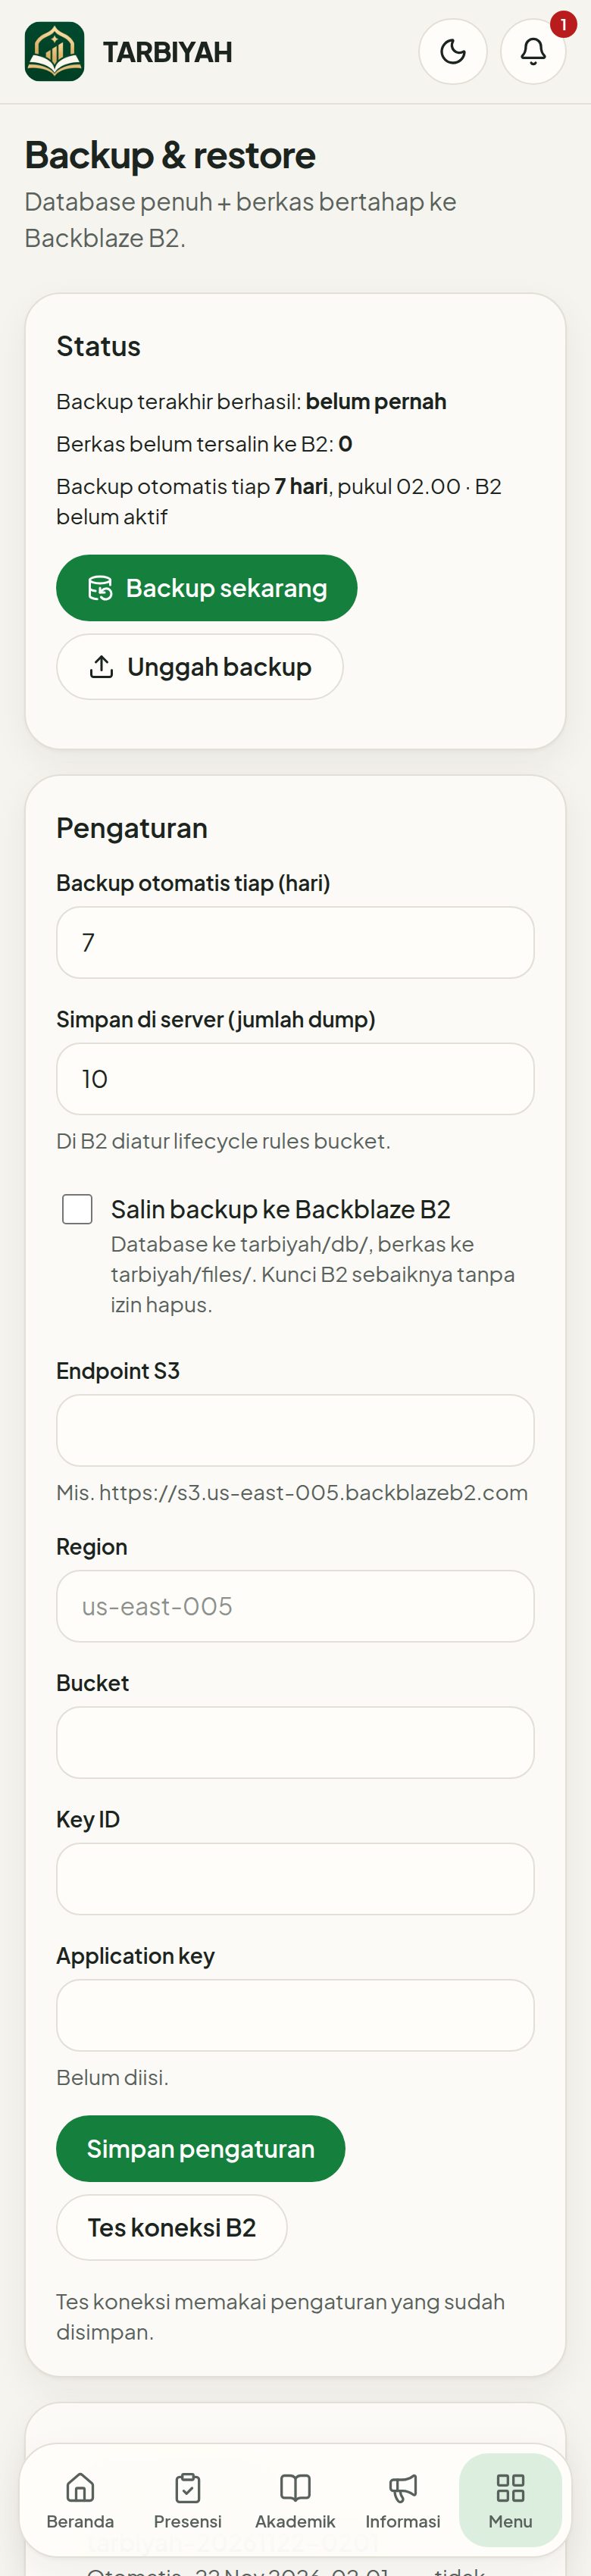 TARBIYAH
1
Backup & restore
Database penuh + berkas bertahap ke
Backblaze B2.
Status
Backup terakhir berhasil: belum pernah
Berkas belum tersalin ke B2: 0
Backup otomatis tiap 7 hari, pukul 02.00 · B2
belum aktif
Backup sekarang
Unggah backup
Pengaturan
Backup otomatis tiap (hari)
7
Simpan di server (jumlah dump)
10
Di B2 diatur lifecycle rules bucket.
Salin backup ke Backblaze B2
Database ke tarbiyah/db/, berkas ke
tarbiyah/files/. Kunci B2 sebaiknya tanpa
izin hapus.
Endpoint S3
Mis. https://s3.us-east-005.backblazeb2.com
Region
us-east-005
Bucket
Key ID
Application key
Belum diisi.
Simpan pengaturan
Tes koneksi B2
Tes koneksi memakai pengaturan yang sudah
disimpan.
Beranda
Presensi
Akademik
Informasi
Menu